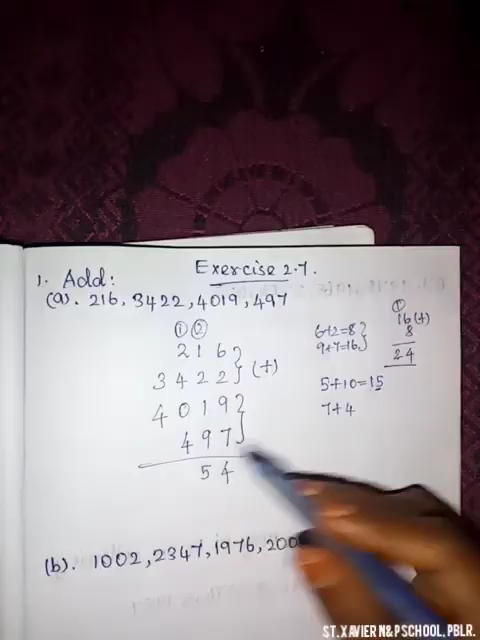 Exercise 2.7.
1. Add:
(a). 216, 3422, 4019, 497
① ②
2 1 6
3 4 2 2 (+)
4 0 1 9
4 9 7
5 4
6+2=8
9+7=16
①
16(+)
8
24
5+10=15
7+4
(b). 1002, 2347, 1976, 200
ST.XAVIER N&P SCHOOL, PBLR.